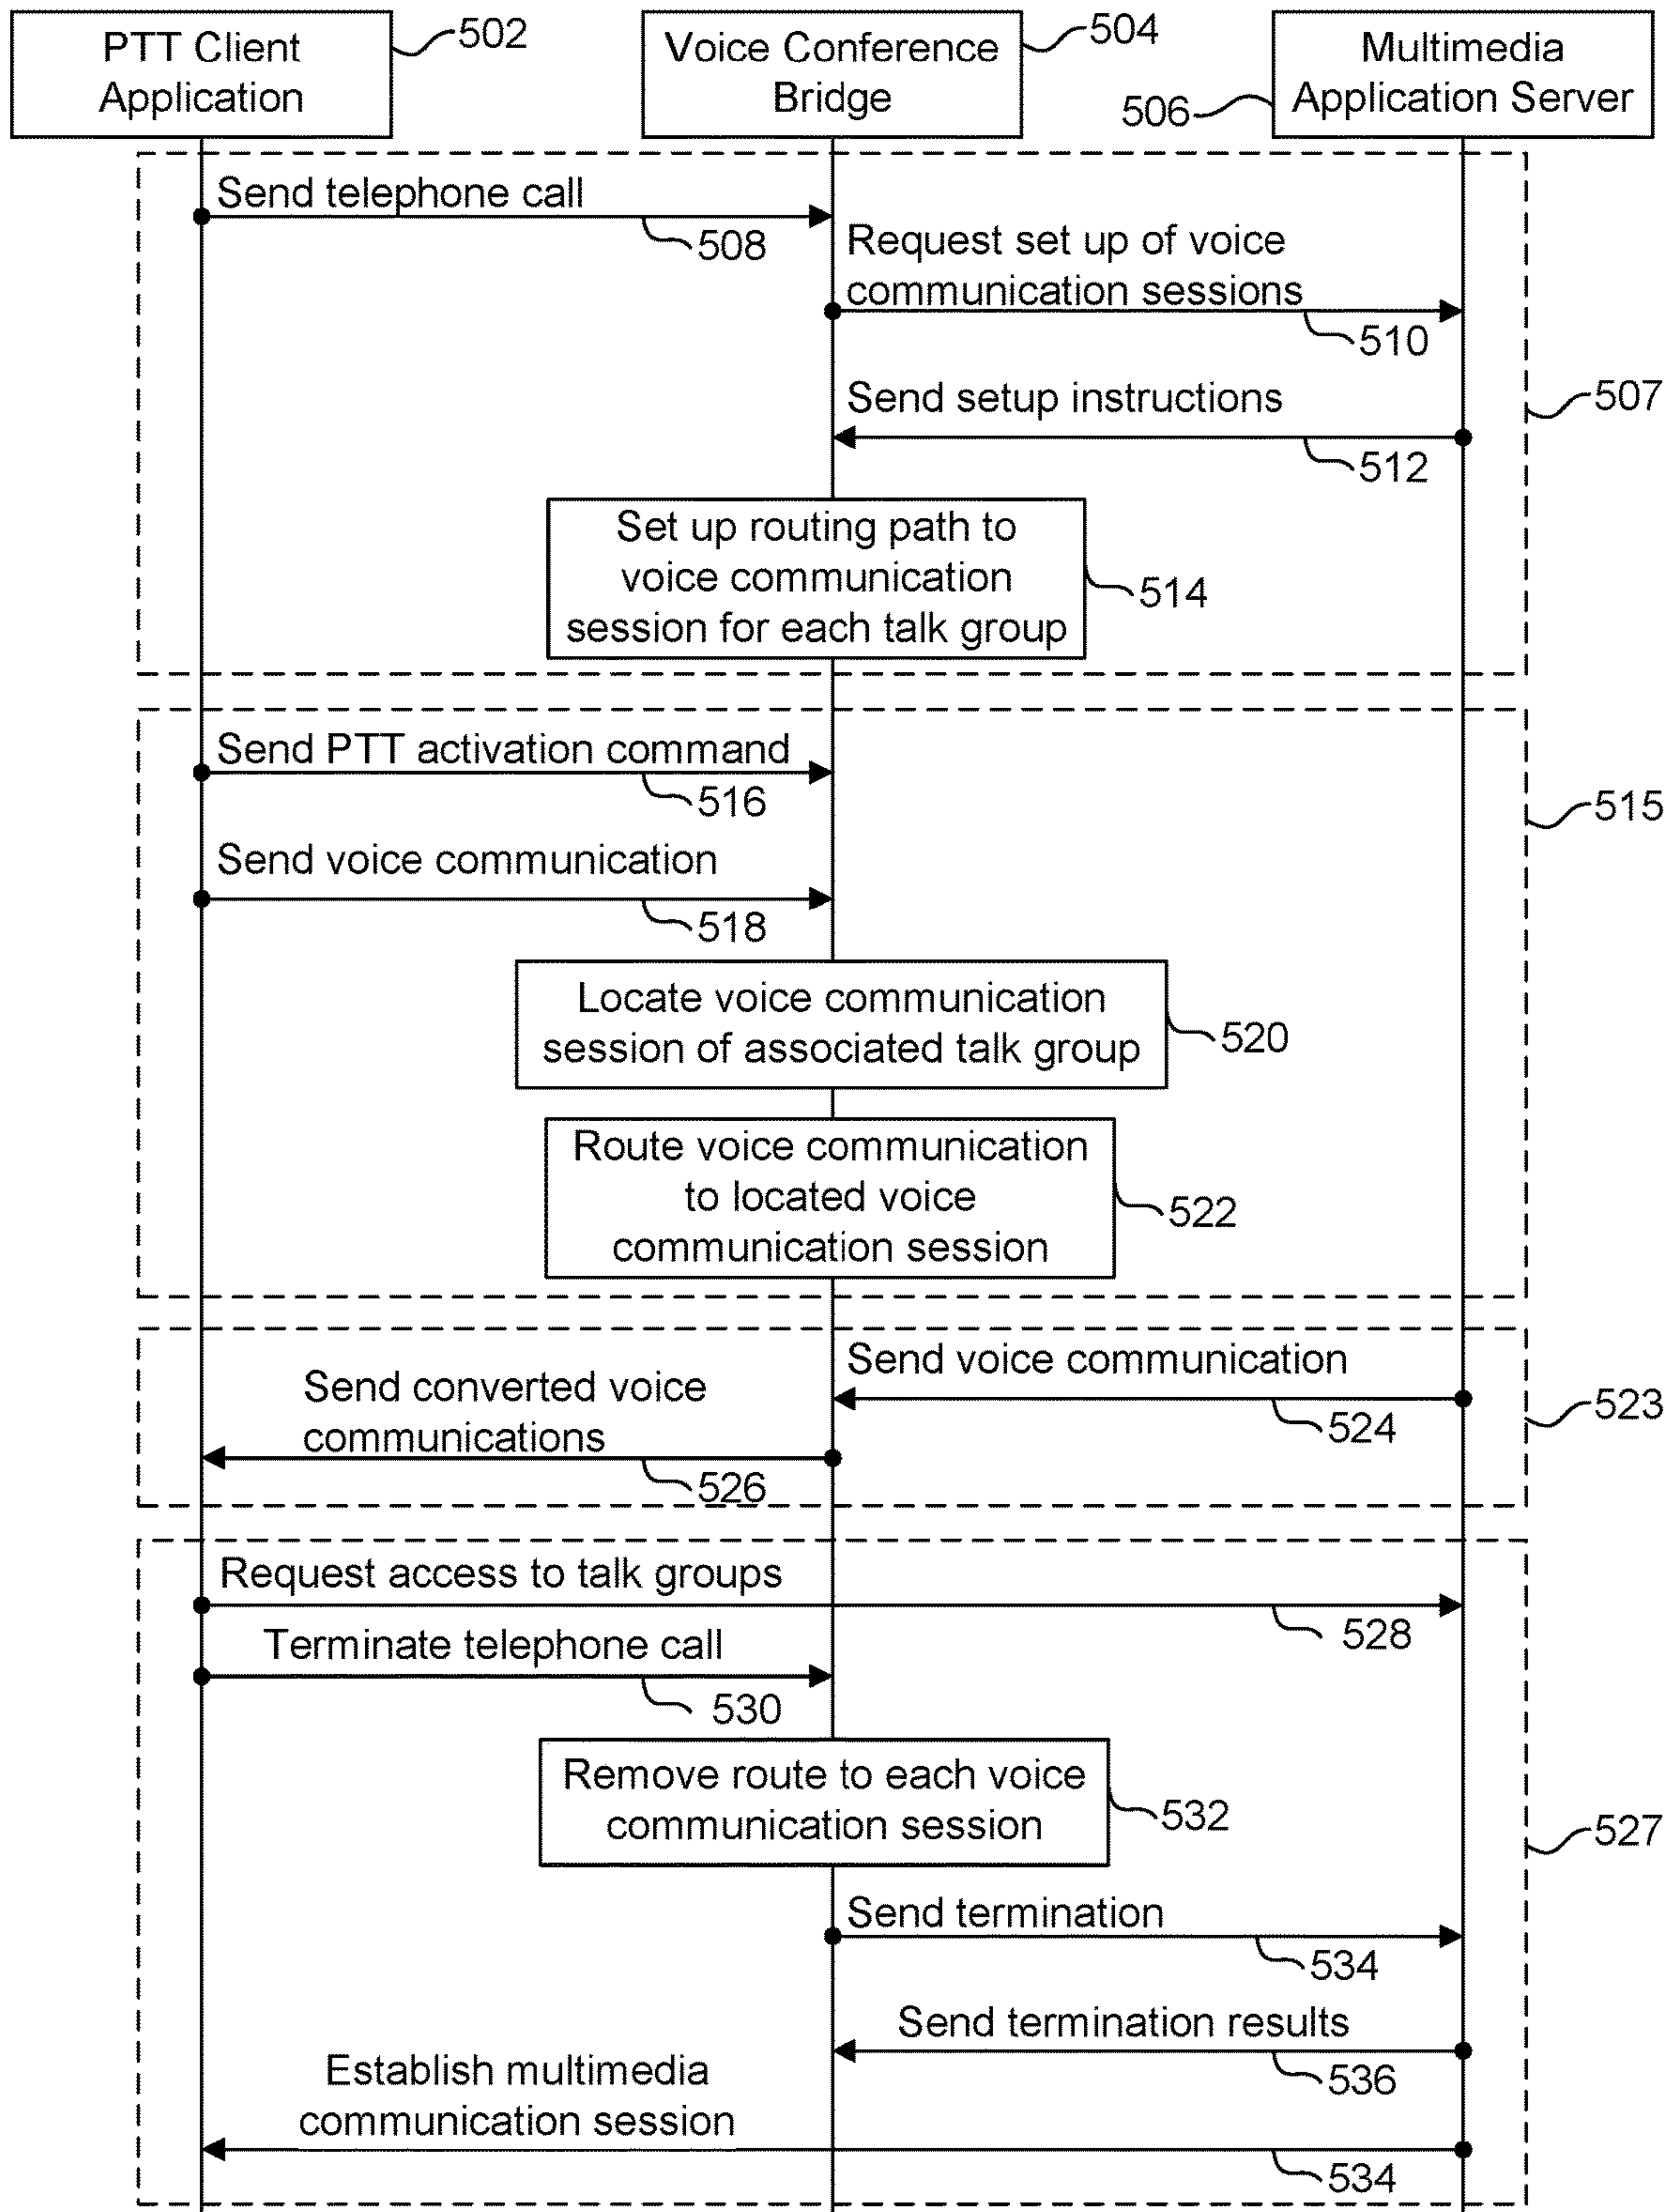 PTT Client
Application
502
Voice Conference
Bridge
504
Multimedia
Application Server
506
Send telephone call
508
Request set up of voice
communication sessions
510
Send setup instructions
512
507
Set up routing path to
voice communication
session for each talk group
514
Send PTT activation command
516
515
Send voice communication
518
Locate voice communication
session of associated talk group
520
Route voice communication
to located voice
communication session
522
Send voice communication
524
523
Send converted voice
communications
526
Request access to talk groups
528
Terminate telephone call
530
Remove route to each voice
communication session
532
527
Send termination
534
Send termination results
536
Establish multimedia
communication session
534